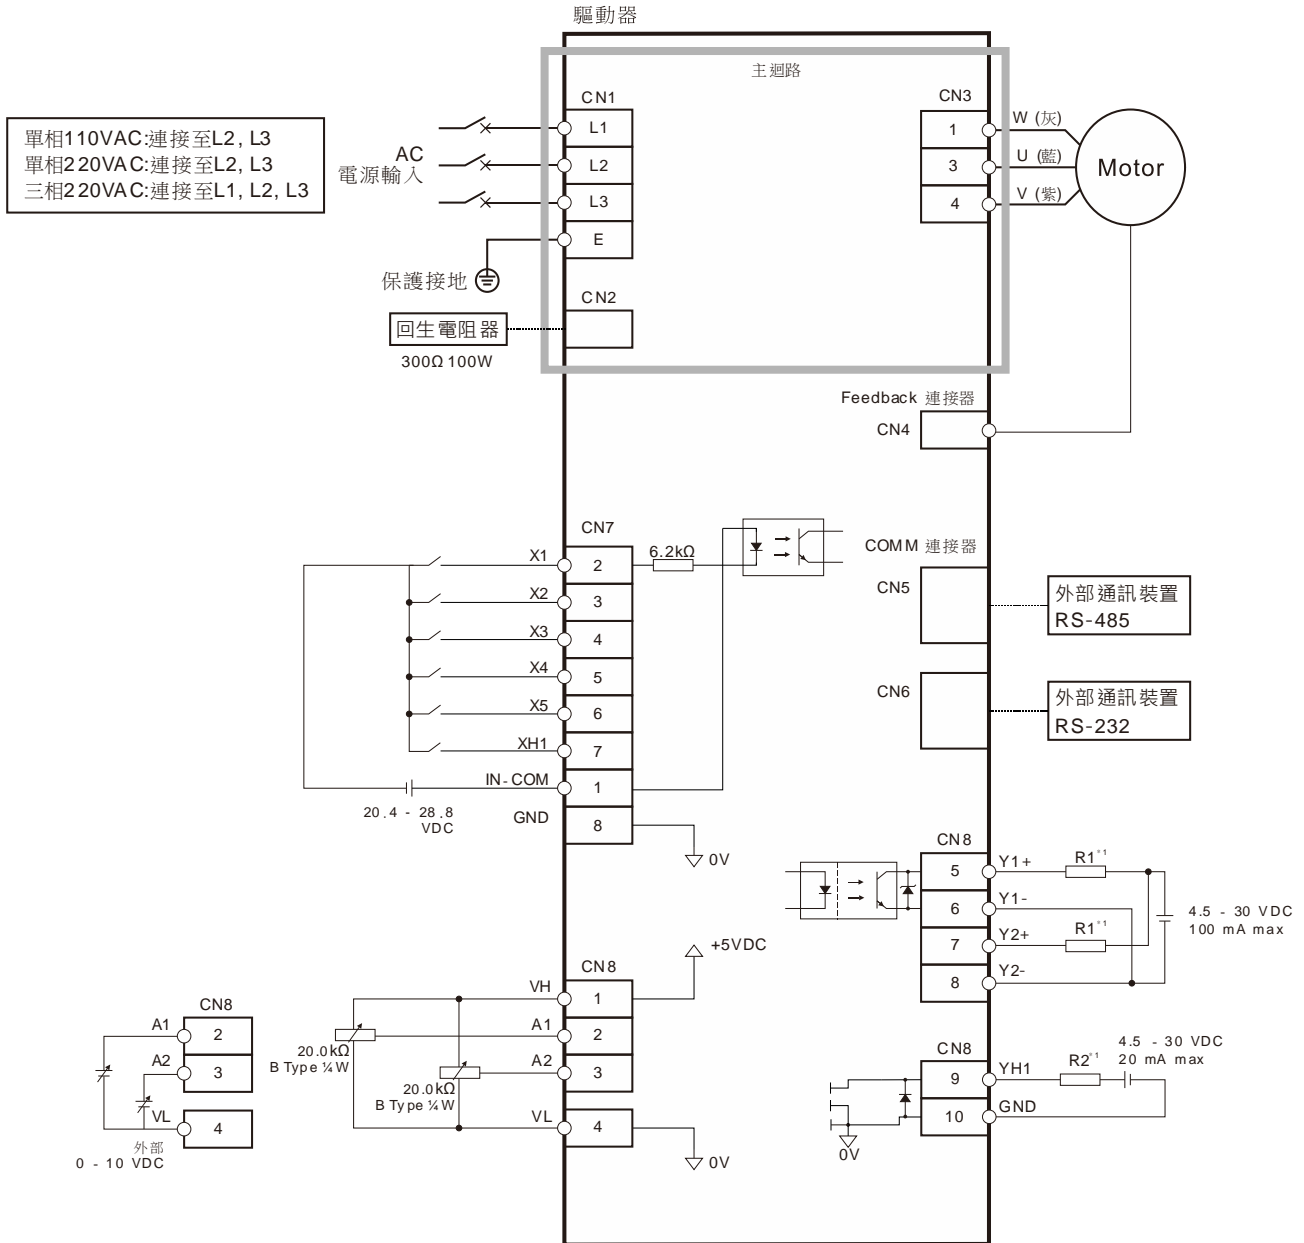 驅動器
主迴路
單相110VAC:連接至L2, L3
單相220VAC:連接至L2, L3
三相220VAC:連接至L1, L2, L3
AC
電源輸入
CN1
L1
L2
L3
E
保護接地
CN2
回生電阻器
300Ω 100W
CN3
1
3
4
W (灰)
U (藍)
V (紫)
Motor
Feedback 連接器
CN4
CN7
X1
2
6.2kΩ
X2
3
X3
4
X4
5
X5
6
XH1
7
IN-COM
1
20.4 - 28.8
VDC
GND
8
0V
COMM 連接器
CN5
外部通訊裝置
RS-485
CN6
外部通訊裝置
RS-232
CN8
5
Y1+
R1*1
6
Y1-
7
Y2+
R1*1
8
Y2-
4.5 - 30 VDC
100 mA max
+5VDC
CN8
VH
1
A1
2
A2
3
VL
4
0V
20.0kΩ
B Type ¼W
20.0kΩ
B Type ¼W
CN8
A1
2
A2
3
VL
4
外部
0 - 10 VDC
CN8
9
YH1
R2*1
4.5 - 30 VDC
20 mA max
10
GND
0V